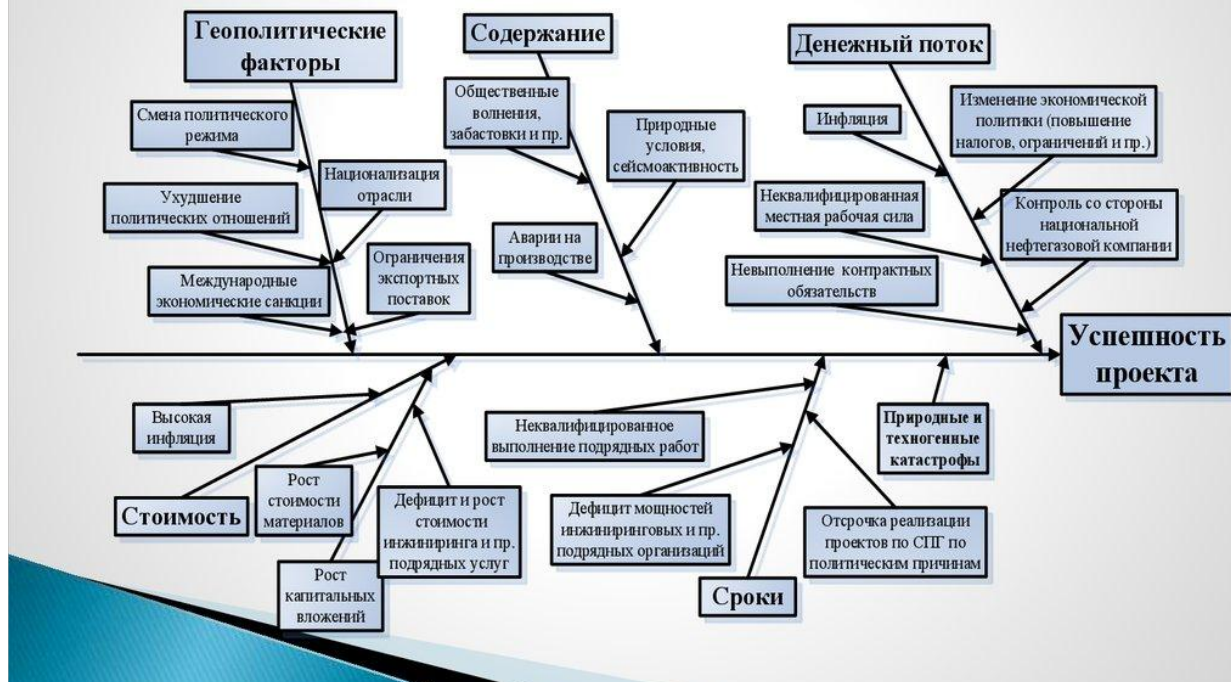 Геополитические
факторы
Содержание
Денежный поток
Смена политического
режима
Национализация
отрасли
Ухудшение
политических отношений
Международные
экономические санкции
Ограничения
экспортных
поставок
Общественные
волнения,
забастовки и пр.
Природные
условия,
сейсмоактивность
Аварии на
производстве
Инфляция
Изменение экономической
политики (повышение
налогов, ограничений и пр.)
Неквалифицированная
местная рабочая сила
Контроль со стороны
национальной
нефтегазовой компании
Невыполнение контрактных
обязательств
Успешность
проекта
Высокая
инфляция
Стоимость
Рост
стоимости
материалов
Рост
капитальных
вложений
Дефицит и рост
стоимости
инжиниринга и пр.
подрядных услуг
Неквалифицированное
выполнение подрядных работ
Дефицит мощностей
инжиниринговых и пр.
подрядных организаций
Сроки
Отсрочка реализации
проектов по СПГ по
политическим причинам
Природные и
техногенные
катастрофы